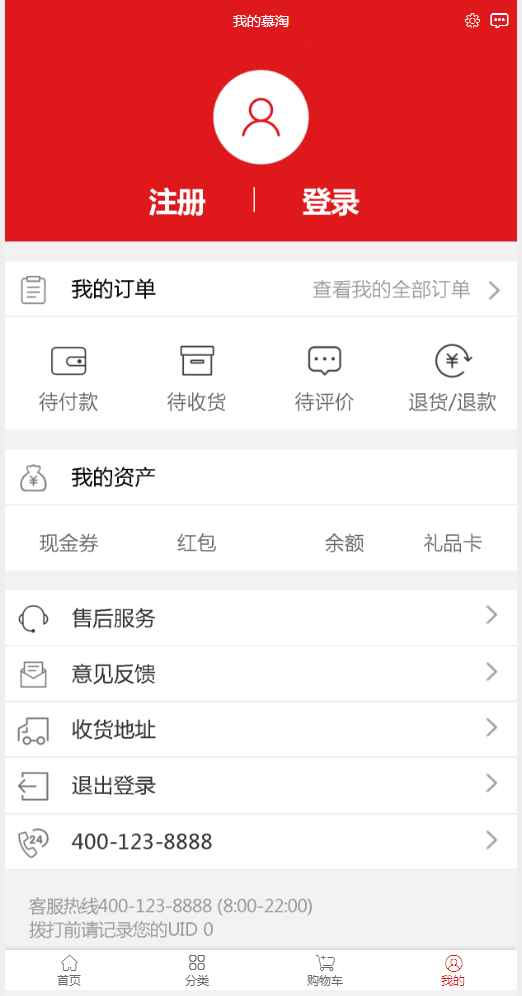 我的慕淘
注册 登录
我的订单 查看我的全部订单
待付款 待收货 待评价 退货/退款
我的资产
现金券 红包 余额 礼品卡
售后服务
意见反馈
收货地址
退出登录
24 400-123-8888
客服热线400-123-8888 (8:00-22:00)
拨打前请记录您的UID 0
首页 分类 购物车 我的